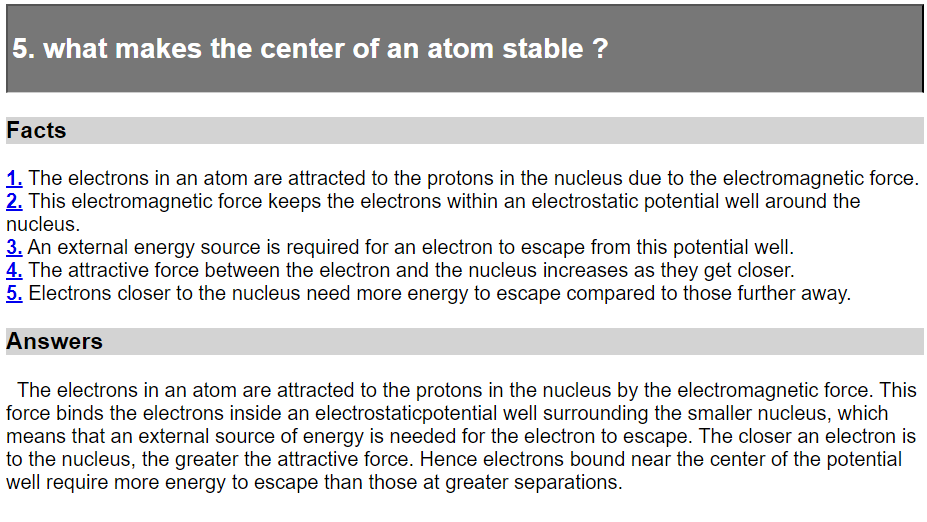 5. what makes the center of an atom stable ?
Facts
1. The electrons in an atom are attracted to the protons in the nucleus due to the electromagnetic force.
2. This electromagnetic force keeps the electrons within an electrostatic potential well around the
nucleus.
3. An external energy source is required for an electron to escape from this potential well.
4. The attractive force between the electron and the nucleus increases as they get closer.
5. Electrons closer to the nucleus need more energy to escape compared to those further away.
Answers
The electrons in an atom are attracted to the protons in the nucleus by the electromagnetic force. This
force binds the electrons inside an electrostaticpotential well surrounding the smaller nucleus, which
means that an external source of energy is needed for the electron to escape. The closer an electron is
to the nucleus, the greater the attractive force. Hence electrons bound near the center of the potential
well require more energy to escape than those at greater separations.